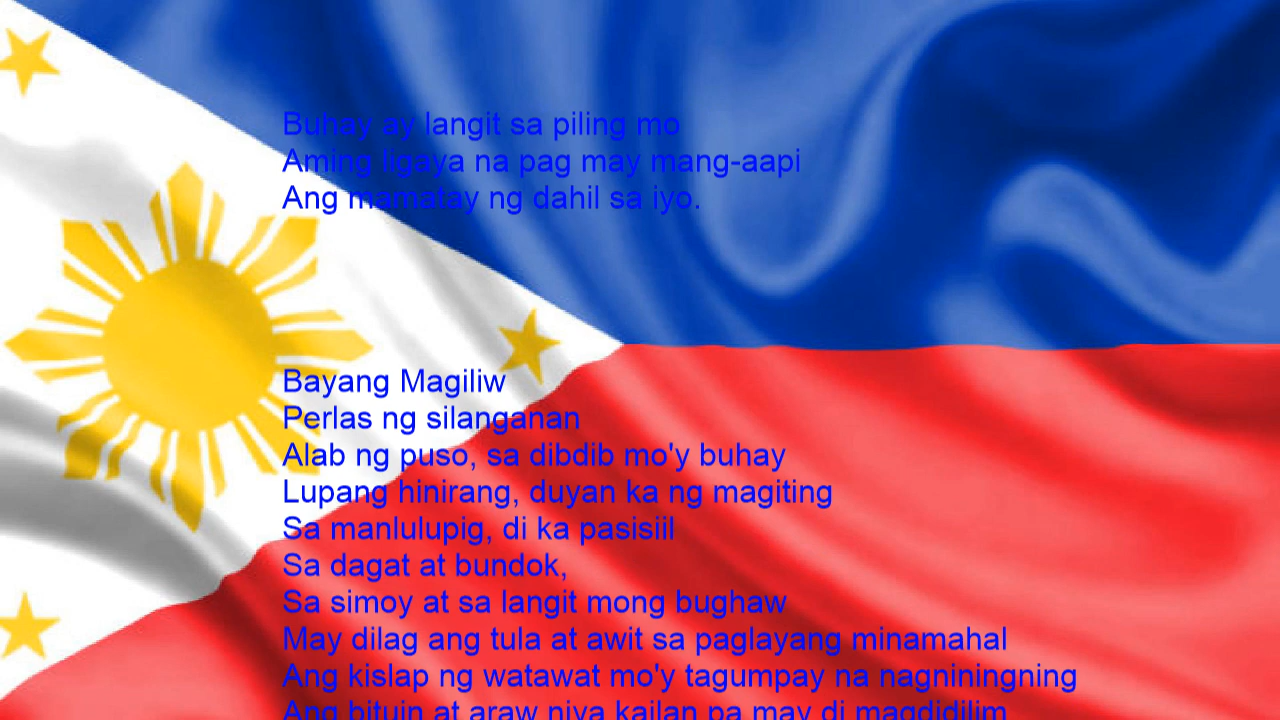 Buhay ay langit sa piling mo
Aming ligaya na pag may mang-aapi
Ang mamatay ng dahil sa iyo.
Bayang Magiliw
Perlas ng silanganan
Alab ng puso, sa dibdib mo'y buhay
Lupang hinirang, duyan ka ng magiting
Sa manlulupig, di ka pasisiil
Sa dagat at bundok,
Sa simoy at sa langit mong bughaw
May dilag ang tula at awit sa paglayang minamahal
Ang kislap ng watawat mo'y tagumpay na nagniningning
Ang bituin at araw niya kailan pa may di magdidilim